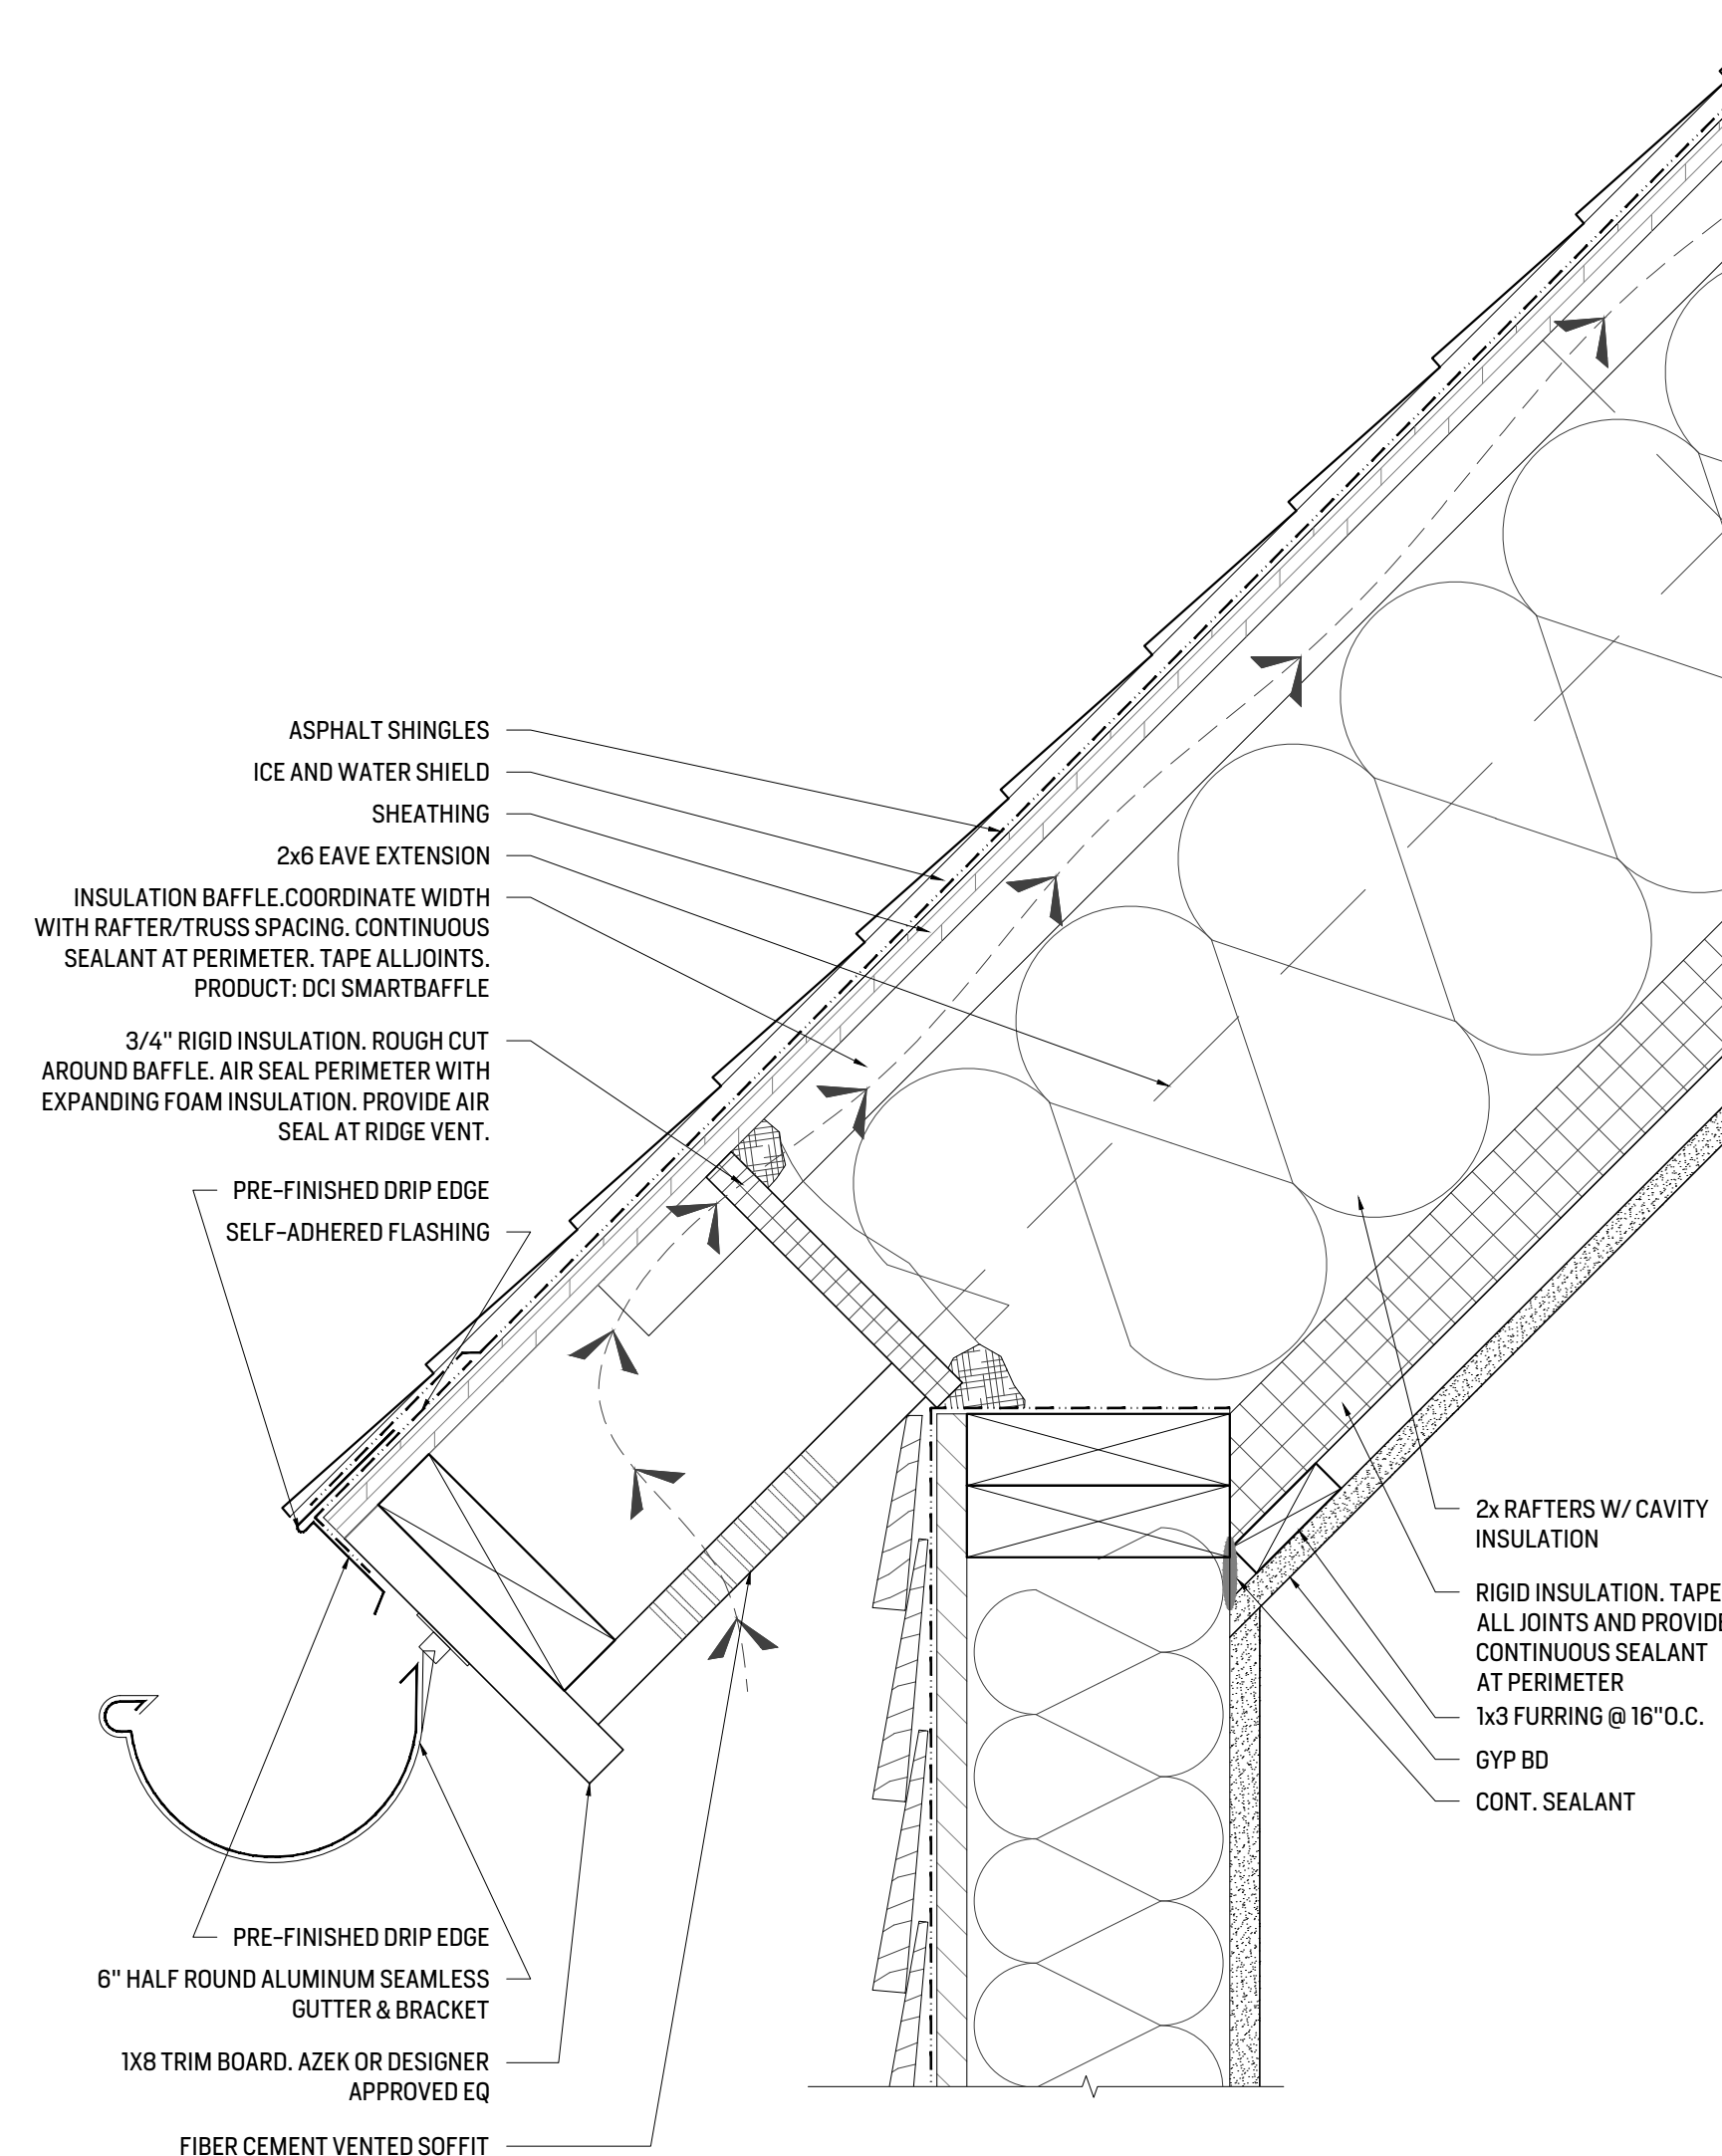 ASPHALT SHINGLES
ICE AND WATER SHIELD
SHEATHING
2x6 EAVE EXTENSION
INSULATION BAFFLE.COORDINATE WIDTH
WITH RAFTER/TRUSS SPACING. CONTINUOUS
SEALANT AT PERIMETER. TAPE ALLJOINTS.
PRODUCT: DCI SMARTBAFFLE
3/4" RIGID INSULATION. ROUGH CUT
AROUND BAFFLE. AIR SEAL PERIMETER WITH
EXPANDING FOAM INSULATION. PROVIDE AIR
SEAL AT RIDGE VENT.
PRE-FINISHED DRIP EDGE
SELF-ADHERED FLASHING
2x RAFTERS W/ CAVITY
INSULATION
RIGID INSULATION. TAPE
ALL JOINTS AND PROVIDE
CONTINUOUS SEALANT
AT PERIMETER
1x3 FURRING @ 16"O.C.
GYP BD
CONT. SEALANT
PRE-FINISHED DRIP EDGE
6" HALF ROUND ALUMINUM SEAMLESS
GUTTER & BRACKET
1X8 TRIM BOARD. AZEK OR DESIGNER
APPROVED EQ
FIBER CEMENT VENTED SOFFIT